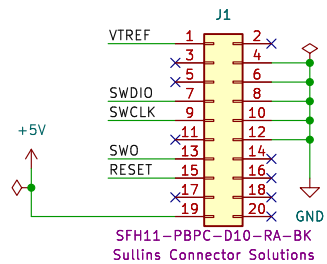 J1
VTREF 1 2
3 4
5 6
SWDIO 7 8
SWCLK 9 10
11 12
+5V
SWO 13 14
RESET 15 16
17 18
19 20
GND
SFH11-PBPC-D10-RA-BK
Sullins Connector Solutions